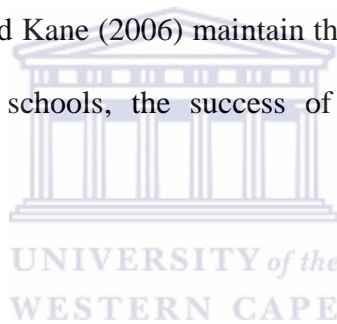 d Kane (2006) maintain th
schools, the success of
UNIVERSITY of the
WESTERN CAPE